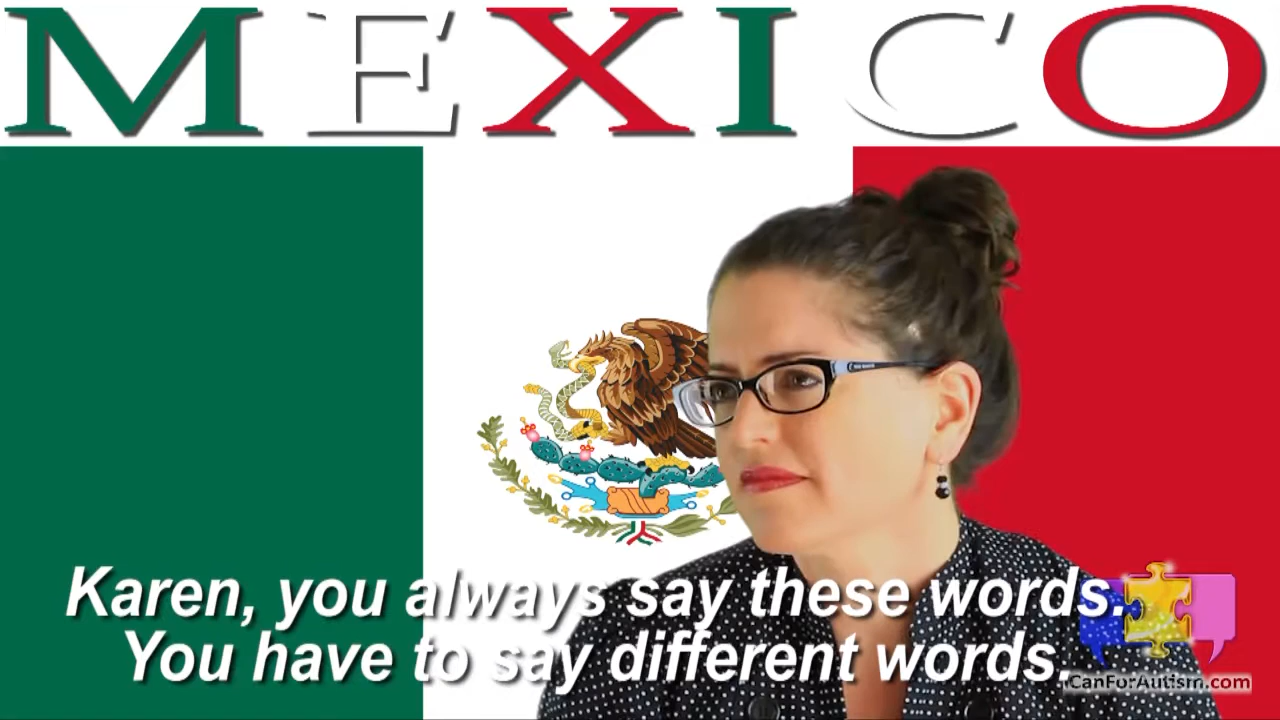 MEXICO
Karen, you always say these words.
You have to say different words.
CanForAutism.com